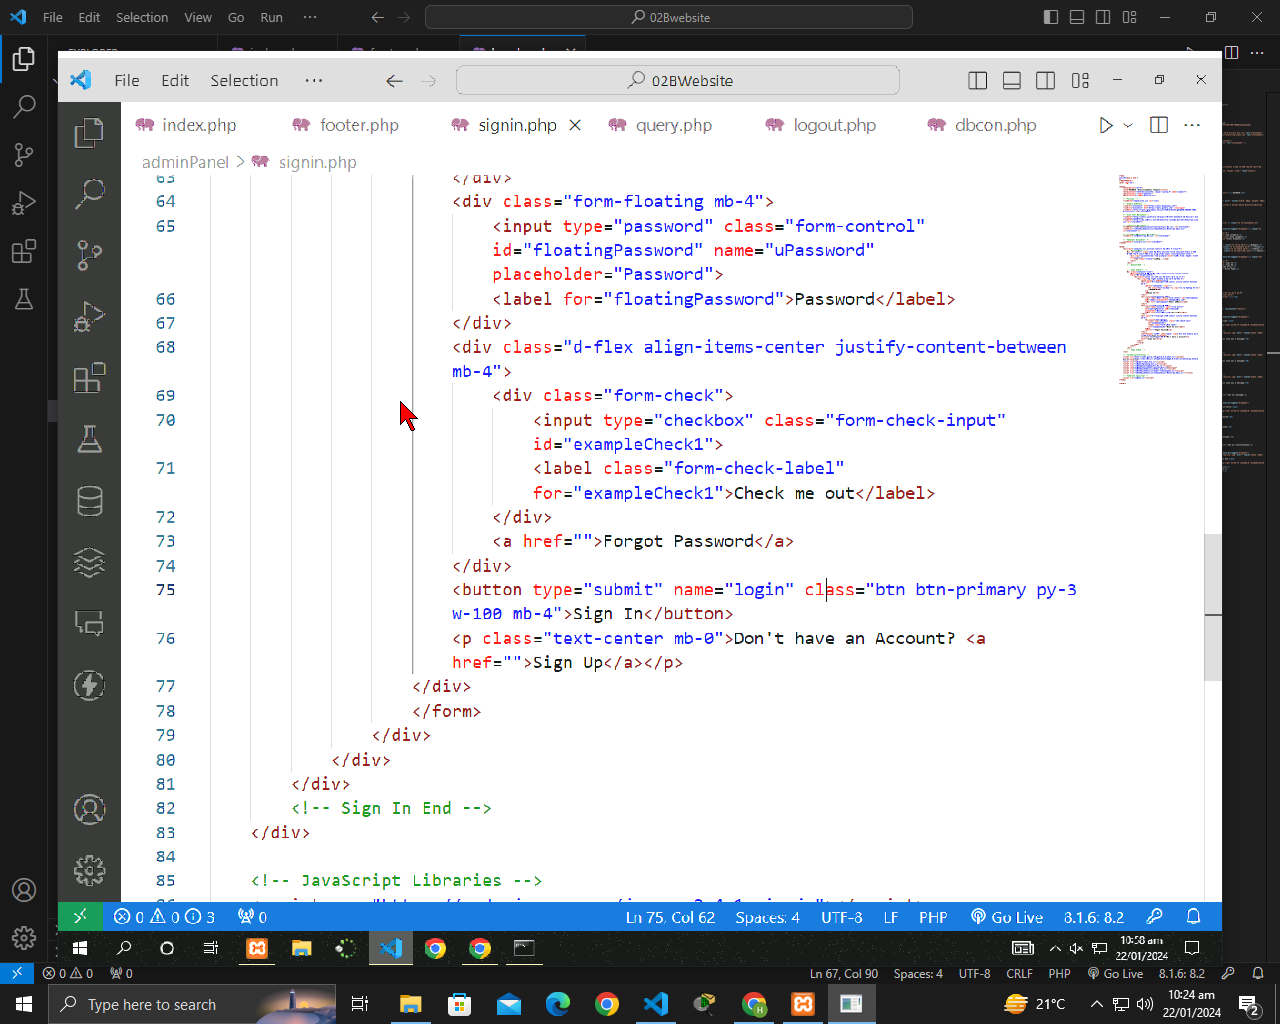 File Edit Selection View Go Run ··· 02Bwebsite
File Edit Selection ··· 02BWebsite
index.php footer.php signin.php query.php logout.php dbcon.php
adminPanel > signin.php
63 </div>
64 <div class="form-floating mb-4">
65 <input type="password" class="form-control"
id="floatingPassword" name="uPassword"
placeholder="Password">
66 <label for="floatingPassword">Password</label>
67 </div>
68 <div class="d-flex align-items-center justify-content-between
mb-4">
69 <div class="form-check">
70 <input type="checkbox" class="form-check-input"
id="exampleCheck1">
71 <label class="form-check-label"
for="exampleCheck1">Check me out</label>
72 </div>
73 <a href="">Forgot Password</a>
74 </div>
75 <button type="submit" name="login" class="btn btn-primary py-3
w-100 mb-4">Sign In</button>
76 <p class="text-center mb-0">Don't have an Account? <a
href="">Sign Up</a></p>
77 </div>
78 </form>
79 </div>
80 </div>
81 </div>
82 <!-- Sign In End -->
83 </div>
84
85 <!-- JavaScript Libraries -->
0 0 3 0 Ln 75, Col 62 Spaces: 4 UTF-8 LF PHP Go Live 8.1.6: 8.2
10:58 am
22/01/2024
0 0 0 Ln 67, Col 90 Spaces: 4 UTF-8 CRLF PHP Go Live 8.1.6: 8.2
Type here to search 21°C 10:24 am
22/01/2024 2